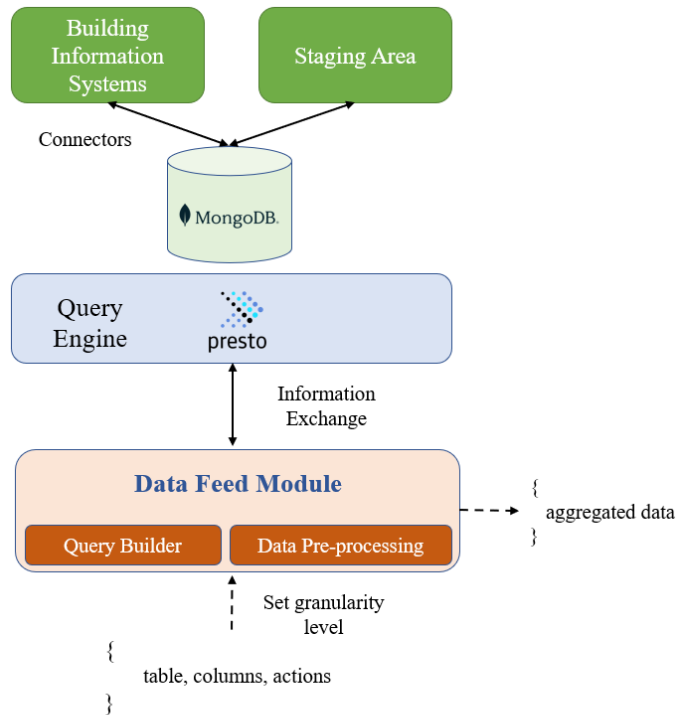 Building
Information
Systems
Staging Area
Connectors
MongoDB.
Query
Engine
presto
Information
Exchange
Data Feed Module
Query Builder
Data Pre-processing
{
aggregated data
}
Set granularity
level
{
table, columns, actions
}